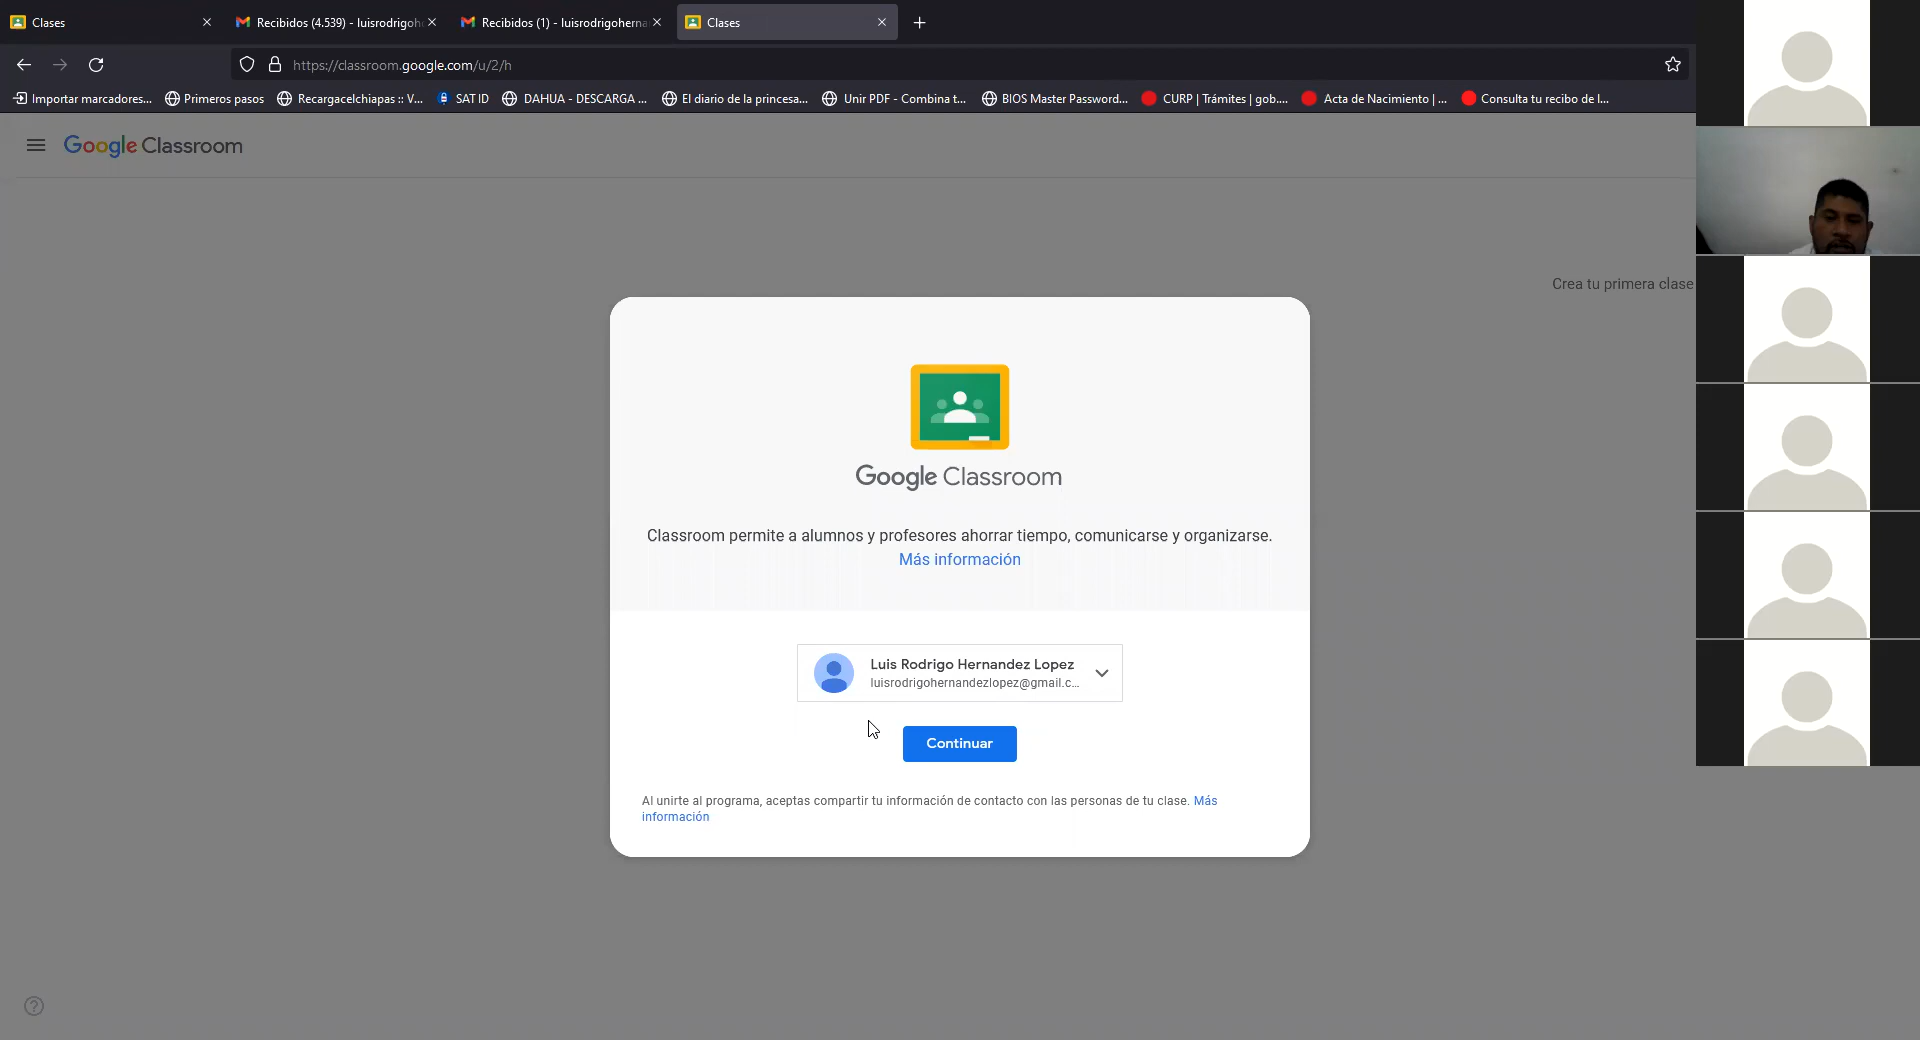 Clases
Recibidos (4.539) - luisrodrigoh
Recibidos (1) - luisrodrigoherna
Clases
https://classroom.google.com/u/2/h
Importar marcadores...
Primeros pasos
Recargacelchiapas :: V...
SAT ID
DAHUA - DESCARGA ...
El diario de la princesa...
Unir PDF - Combina t...
BIOS Master Password...
CURP | Trámites | gob....
Acta de Nacimiento | ...
Consulta tu recibo de l...
Google Classroom
Crea tu primera clase
Google Classroom
Classroom permite a alumnos y profesores ahorrar tiempo, comunicarse y organizarse.
Más información
Luis Rodrigo Hernandez Lopez
luisrodrigohernandezlopez@gmail.c...
Continuar
Al unirte al programa, aceptas compartir tu información de contacto con las personas de tu clase. Más
información